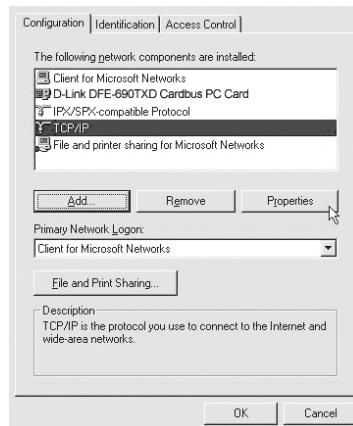 Configuration Identification Access Control
The following network components are installed:
Client for Microsoft Networks
D-Link DFE-690TXD Cardbus PC Card
IPX/SPX-compatible Protocol
TCP/IP
File and printer sharing for Microsoft Networks
Add... Remove Properties
Primary Network Logon:
Client for Microsoft Networks
File and Print Sharing...
Description
TCP/IP is the protocol you use to connect to the Internet and
wide-area networks.
OK Cancel